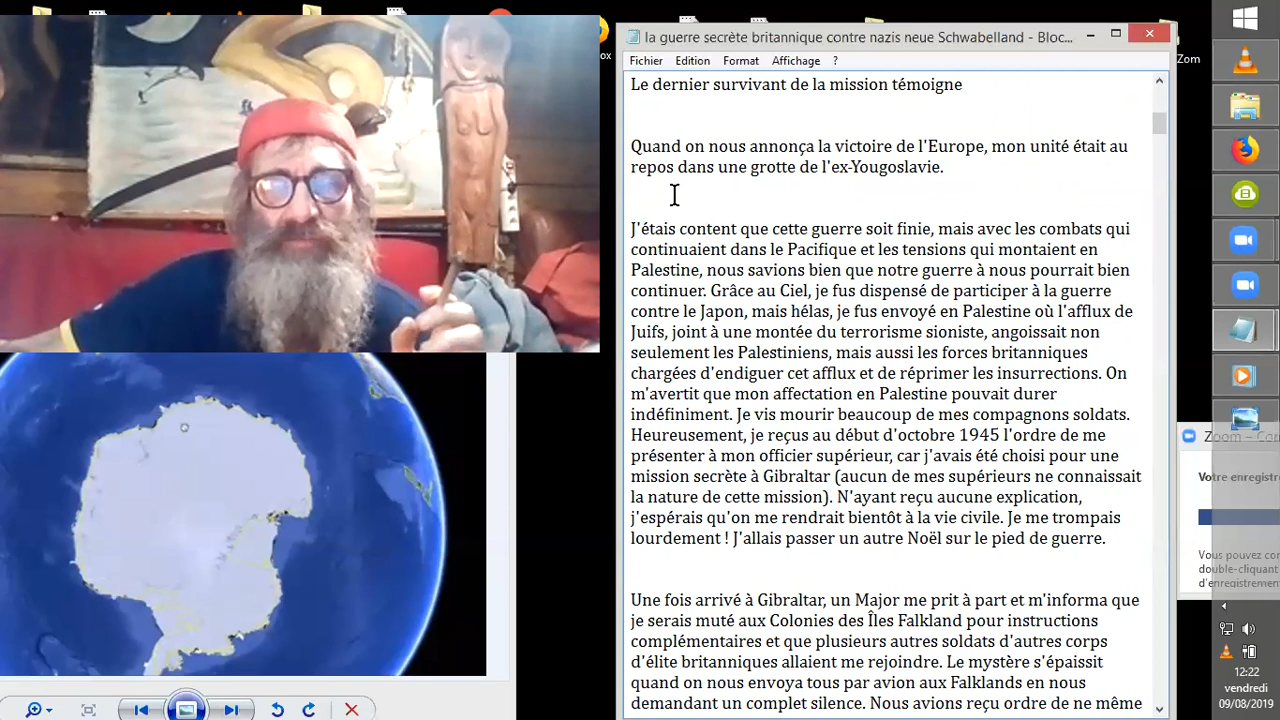 la guerre secrète britannique contre nazis neue Schwabelland - Bloc...
Fichier Edition Format Affichage ?
Le dernier survivant de la mission témoigne
Quand on nous annonça la victoire de l'Europe, mon unité était au
repos dans une grotte de l'ex-Yougoslavie.
J'étais content que cette guerre soit finie, mais avec les combats qui
continuaient dans le Pacifique et les tensions qui montaient en
Palestine, nous savions bien que notre guerre à nous pourrait bien
continuer. Grâce au Ciel, je fus dispensé de participer à la guerre
contre le Japon, mais hélas, je fus envoyé en Palestine où l'afflux de
Juifs, joint à une montée du terrorisme sioniste, angoissait non
seulement les Palestiniens, mais aussi les forces britanniques
chargées d'endiguer cet afflux et de réprimer les insurrections. On
m'avertit que mon affectation en Palestine pouvait durer
indéfiniment. Je vis mourir beaucoup de mes compagnons soldats.
Heureusement, je reçus au début d'octobre 1945 l'ordre de me
présenter à mon officier supérieur, car j'avais été choisi pour une
mission secrète à Gibraltar (aucun de mes supérieurs ne connaissait
la nature de cette mission). N'ayant reçu aucune explication,
j'espérais qu'on me rendrait bientôt à la vie civile. Je me trompais
lourdement ! J'allais passer un autre Noël sur le pied de guerre.
Une fois arrivé à Gibraltar, un Major me prit à part et m'informa que
je serais muté aux Colonies des Îles Falkland pour instructions
complémentaires et que plusieurs autres soldats d'autres corps
d'élite britanniques allaient me rejoindre. Le mystère s'épaissit
quand on nous envoya tous par avion aux Falklands en nous
demandant un complet silence. Nous avions reçu ordre de ne même
ox
Zom
Zoom – Co
Votre enregistr
Vous pouvez co
double-cliquant
d'enregistremen
12:22
vendredi
09/08/2019